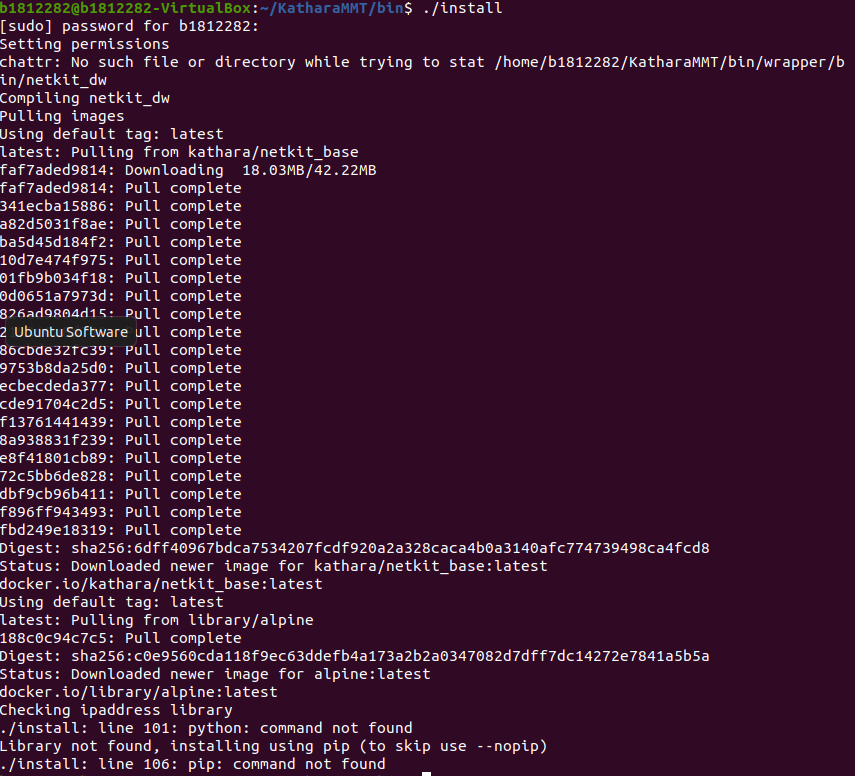 b1812282@b1812282-VirtualBox:~/KatharaMMT/bin$ ./install
[sudo] password for b1812282:
Setting permissions
chattr: No such file or directory while trying to stat /home/b1812282/KatharaMMT/bin/wrapper/b
in/netkit_dw
Compiling netkit_dw
Pulling images
Using default tag: latest
latest: Pulling from kathara/netkit_base
faf7aded9814: Downloading  18.03MB/42.22MB
faf7aded9814: Pull complete
341ecba15886: Pull complete
a82d5031f8ae: Pull complete
ba5d45d184f2: Pull complete
10d7e474f975: Pull complete
01fb9b034f18: Pull complete
0d0651a7973d: Pull complete
826ad9804d15: Pull complete
Ubuntu Software
86cbde32fc39: Pull complete
9753b8da25d0: Pull complete
ecbecdeda377: Pull complete
cde91704c2d5: Pull complete
f13761441439: Pull complete
8a938831f239: Pull complete
e8f41801cb89: Pull complete
72c5bb6de828: Pull complete
dbf9cb96b411: Pull complete
f896ff943493: Pull complete
fbd249e18319: Pull complete
Digest: sha256:6dff40967bdca7534207fcdf920a2a328caca4b0a3140afc774739498ca4fcd8
Status: Downloaded newer image for kathara/netkit_base:latest
docker.io/kathara/netkit_base:latest
Using default tag: latest
latest: Pulling from library/alpine
188c0c94c7c5: Pull complete
Digest: sha256:c0e9560cda118f9ec63ddefb4a173a2b2a0347082d7dff7dc14272e7841a5b5a
Status: Downloaded newer image for alpine:latest
docker.io/library/alpine:latest
Checking ipaddress library
./install: line 101: python: command not found
Library not found, installing using pip (to skip use --nopip)
./install: line 106: pip: command not found